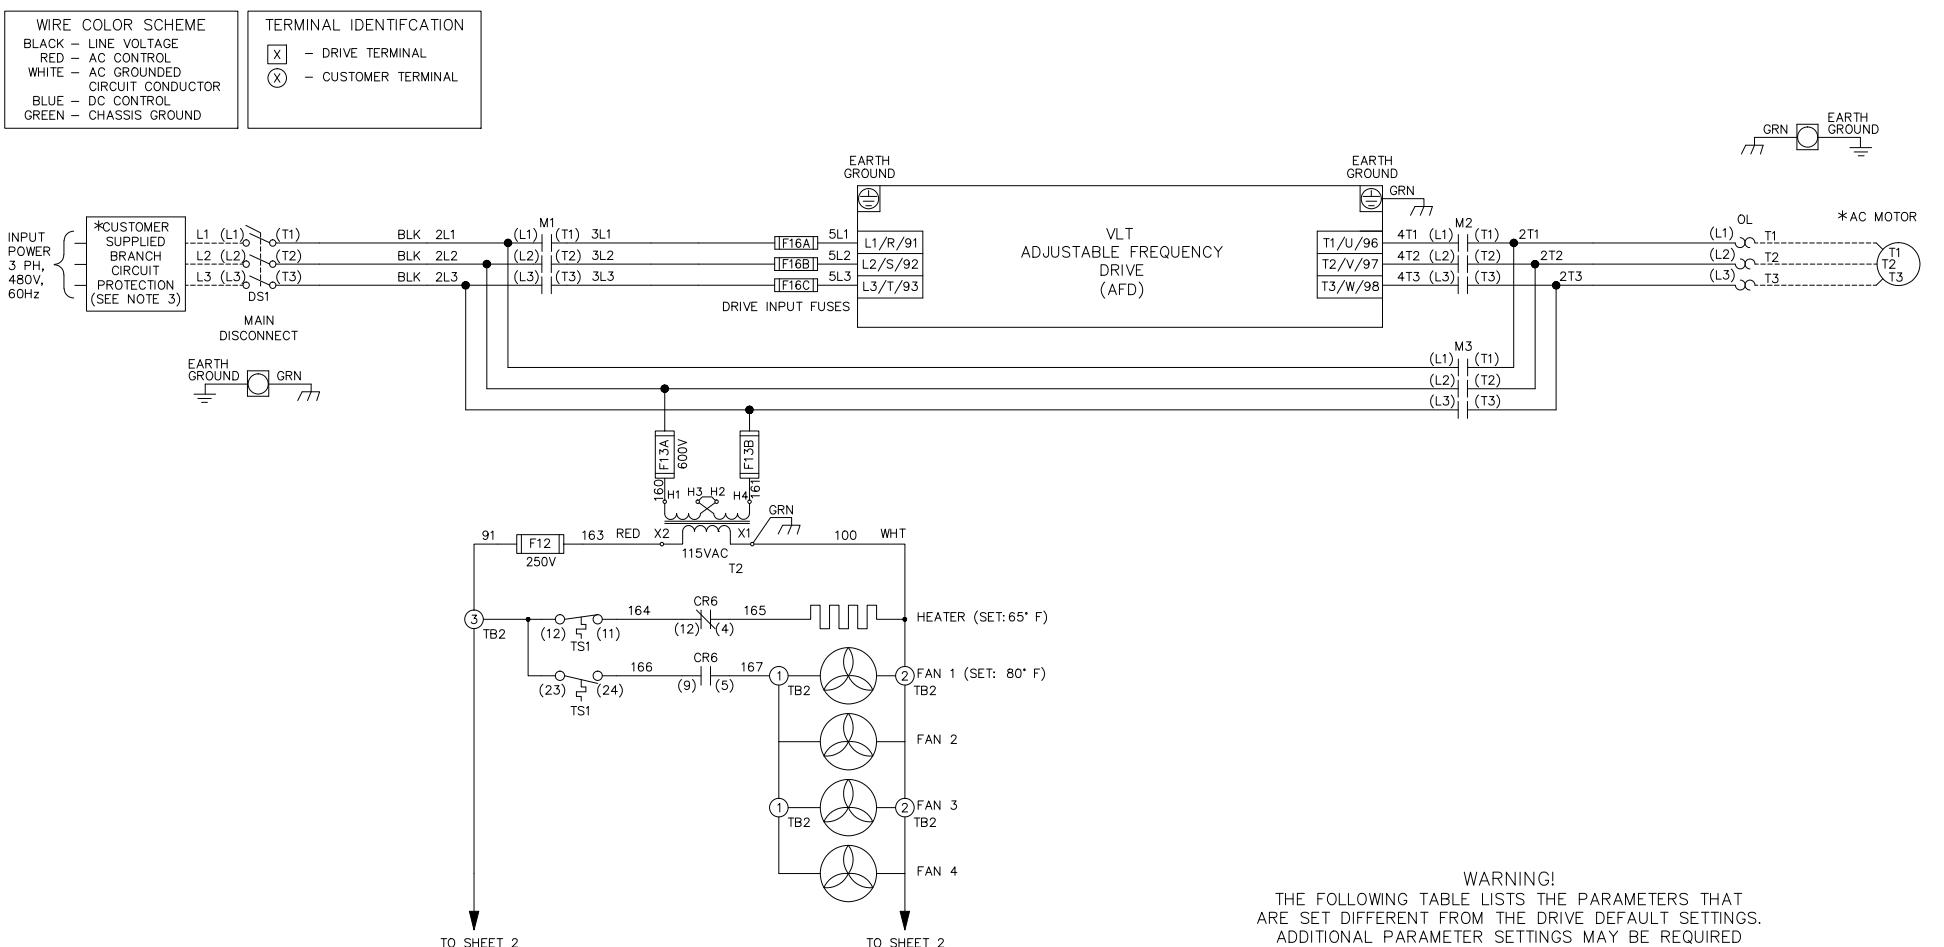 WIRE COLOR SCHEME
BLACK – LINE VOLTAGE
RED – AC CONTROL
WHITE – AC GROUNDED
CIRCUIT CONDUCTOR
BLUE – DC CONTROL
GREEN – CHASSIS GROUND
TERMINAL IDENTIFCATION
X – DRIVE TERMINAL
X – CUSTOMER TERMINAL
GRN
EARTH
GROUND
EARTH
GROUND
EARTH
GROUND
GRN
INPUT
POWER
3 PH,
480V,
60Hz
*CUSTOMER
SUPPLIED
BRANCH
CIRCUIT
PROTECTION
(SEE NOTE 3)
L1 (L1) (T1) BLK 2L1 (L1) M1 (T1) 3L1 F16A 5L1 L1/R/91
L2 (L2) (T2) BLK 2L2 (L2) (T2) 3L2 F16B 5L2 L2/S/92
L3 (L3) (T3) BLK 2L3 (L3) (T3) 3L3 F16C 5L3 L3/T/93
DS1
MAIN
DISCONNECT
DRIVE INPUT FUSES
VLT
ADJUSTABLE FREQUENCY
DRIVE
(AFD)
T1/U/96 4T1 (L1) M2 (T1) 2T1 (L1) OL T1
T2/V/97 4T2 (L2) (T2) 2T2 (L2) T2
T3/W/98 4T3 (L3) (T3) 2T3 (L3) T3
*AC MOTOR
T1
T2
T3
M3
(L1) (T1)
(L2) (T2)
(L3) (T3)
EARTH
GROUND GRN
F13A
600V
F13B
160 H1 H3 H2 H4 161
GRN
91 F12 163 RED X2 X1 100 WHT
250V
115VAC
T2
3 TB2
(12) (11) 164 CR6 (12) (4) 165 HEATER (SET:65° F)
TS1
(23) (24) 166 CR6 (9) (5) 167 1 TB2 2 TB2 FAN 1 (SET: 80° F)
TS1
FAN 2
1 TB2 2 TB2 FAN 3
FAN 4
TO SHEET 2
TO SHEET 2
WARNING!
THE FOLLOWING TABLE LISTS THE PARAMETERS THAT
ARE SET DIFFERENT FROM THE DRIVE DEFAULT SETTINGS.
ADDITIONAL PARAMETER SETTINGS MAY BE REQUIRED